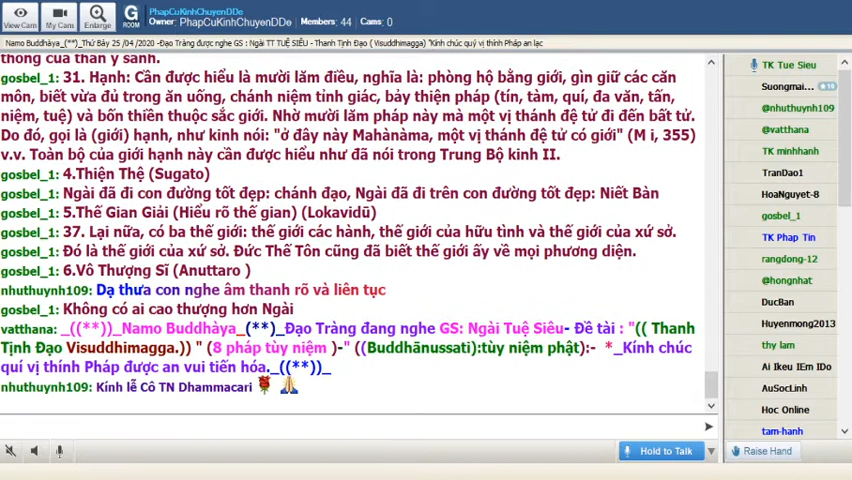 View Cam
My Cam
Enlarge
G
ROOM
PhapCuKinhChuyenDDe
Owner: PhapCuKinhChuyenDDe Members: 44 Cams: 0
Namo Buddhàya_(**)_Thứ Bảy 25 /04 /2020 -Đạo Tràng được nghe GS : Ngài TT TUỆ SIÊU - Thanh Tịnh Đạo ( Visuddhimagga) "Kính chúc quý vị thính Pháp an lạc
thông của thần y sanh.
gosbel_1: 31. Hạnh: Cần được hiểu là mười lăm điều, nghĩa là: phòng hộ bằng giới, gìn giữ các căn
môn, biết vừa đủ trong ăn uống, chánh niệm tỉnh giác, bảy thiện pháp (tín, tàm, quí, đa văn, tấn,
niệm, tuệ) và bốn thiền thuộc sắc giới. Nhờ mười lăm pháp này mà một vị thánh đệ tử đi đến bất tử.
Do đó, gọi là (giới) hạnh, như kinh nói: "ở đây này Mahànàma, một vị thánh đệ tử có giới" (M i, 355)
v.v. Toàn bộ của giới hạnh này cần được hiểu như đã nói trong Trung Bộ kinh II.
gosbel_1: 4.Thiện Thệ (Sugato)
gosbel_1: Ngài đã đi con đường tốt đẹp: chánh đạo, Ngài đã đi trên con đường tốt đẹp: Niết Bàn
gosbel_1: 5.Thế Gian Giải (Hiểu rõ thế gian) (Lokavidū)
gosbel_1: 37. Lại nữa, có ba thế giới: thế giới các hành, thế giới của hữu tình và thế giới của xứ sở.
gosbel_1: Đó là thế giới của xứ sở. Đức Thế Tôn cũng đã biết thế giới ấy về mọi phương diện.
gosbel_1: 6.Vô Thượng Sĩ (Anuttaro )
nhuthuynh109: Dạ thưa con nghe âm thanh rõ và liên tục
gosbel_1: Không có ai cao thượng hơn Ngài
vatthana: _((**))_Namo Buddhàya_(**)_Đạo Tràng đang nghe GS: Ngài Tuệ Siêu- Đề tài : "(( Thanh
Tịnh Đạo Visuddhimagga.)) " (8 pháp tùy niệm )-" ((Buddhānussati):tùy niệm phật):- *_Kính chúc
quí vị thính Pháp được an vui tiến hóa._((**))_
nhuthuynh109: Kính lễ Cô TN Dhammacari
Hold to Talk
TK Tue Sieu
Suongmai...
+10
@nhuthuynh109
@vatthana
TK minhhanh
TranDao1
HoaNguyet-8
gosbel_1
TK Phap Tin
rangdong-12
@hongnhat
DucBan
Huyenmong2013
thy lam
Ai Ikeu IEm IDo
AuSocLinh
Hoc Online
tam-hanh
Raise Hand